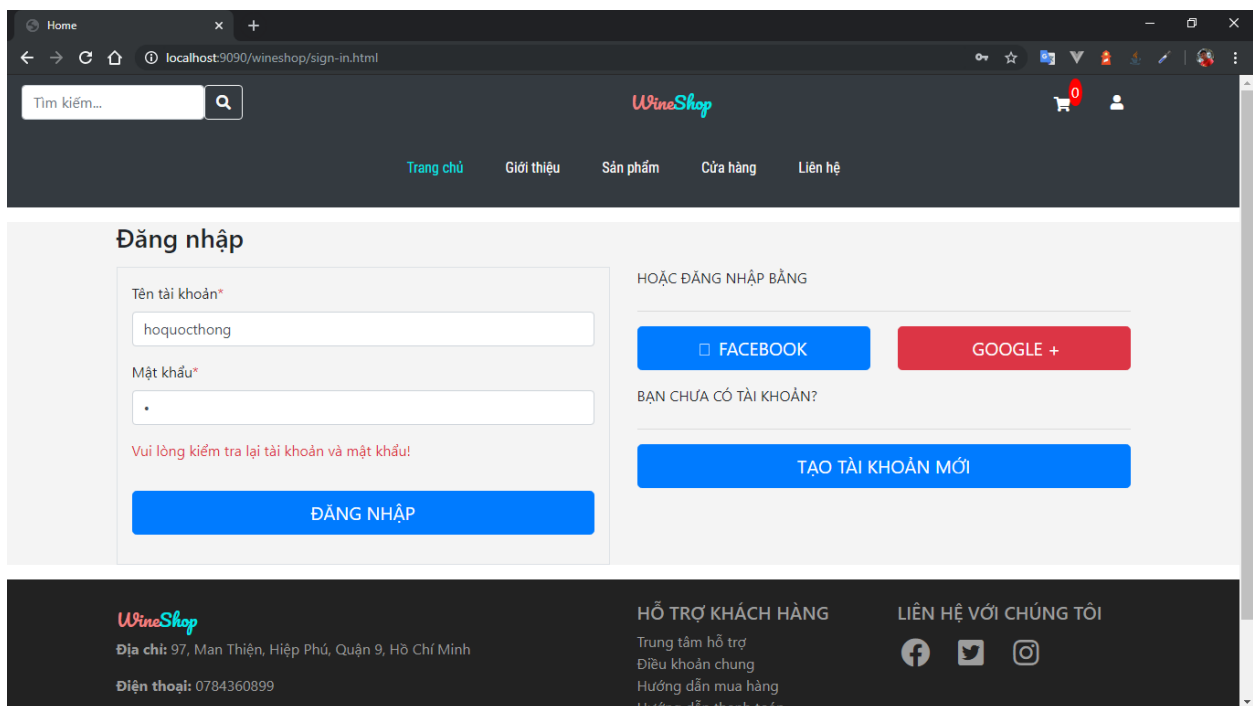 Home
localhost:9090/wineshop/sign-in.html
Tìm kiếm...
WineShop
0
Trang chủ Giới thiệu Sản phẩm Cửa hàng Liên hệ
Đăng nhập
Tên tài khoản*
hoquocthong
Mật khẩu*
•
Vui lòng kiểm tra lại tài khoản và mật khẩu!
ĐĂNG NHẬP
HOẶC ĐĂNG NHẬP BẰNG
FACEBOOK
GOOGLE +
BẠN CHƯA CÓ TÀI KHOẢN?
TẠO TÀI KHOẢN MỚI
WineShop
Địa chỉ: 97, Man Thiện, Hiệp Phú, Quận 9, Hồ Chí Minh
Điện thoại: 0784360899
HỖ TRỢ KHÁCH HÀNG
Trung tâm hỗ trợ
Điều khoản chung
Hướng dẫn mua hàng
Hướng dẫn thanh toán
LIÊN HỆ VỚI CHÚNG TÔI